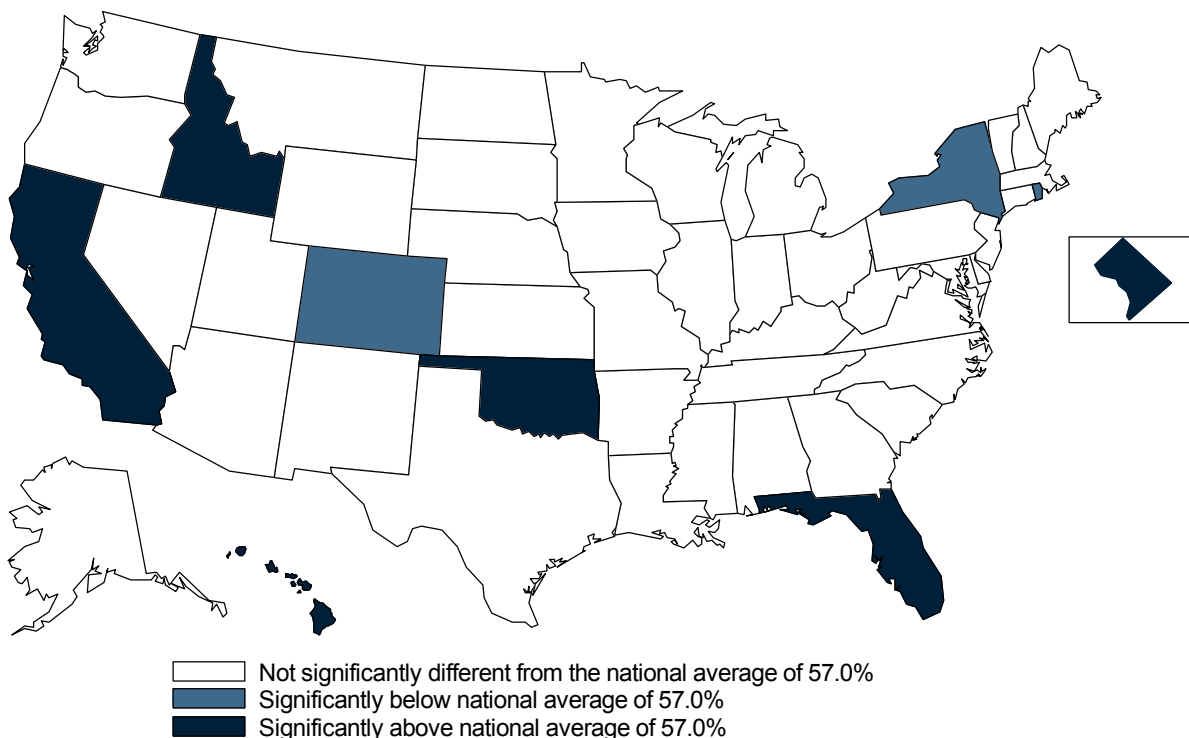 Not significantly different from the national average of 57.0%
Significantly below national average of 57.0%
Significantly above national average of 57.0%